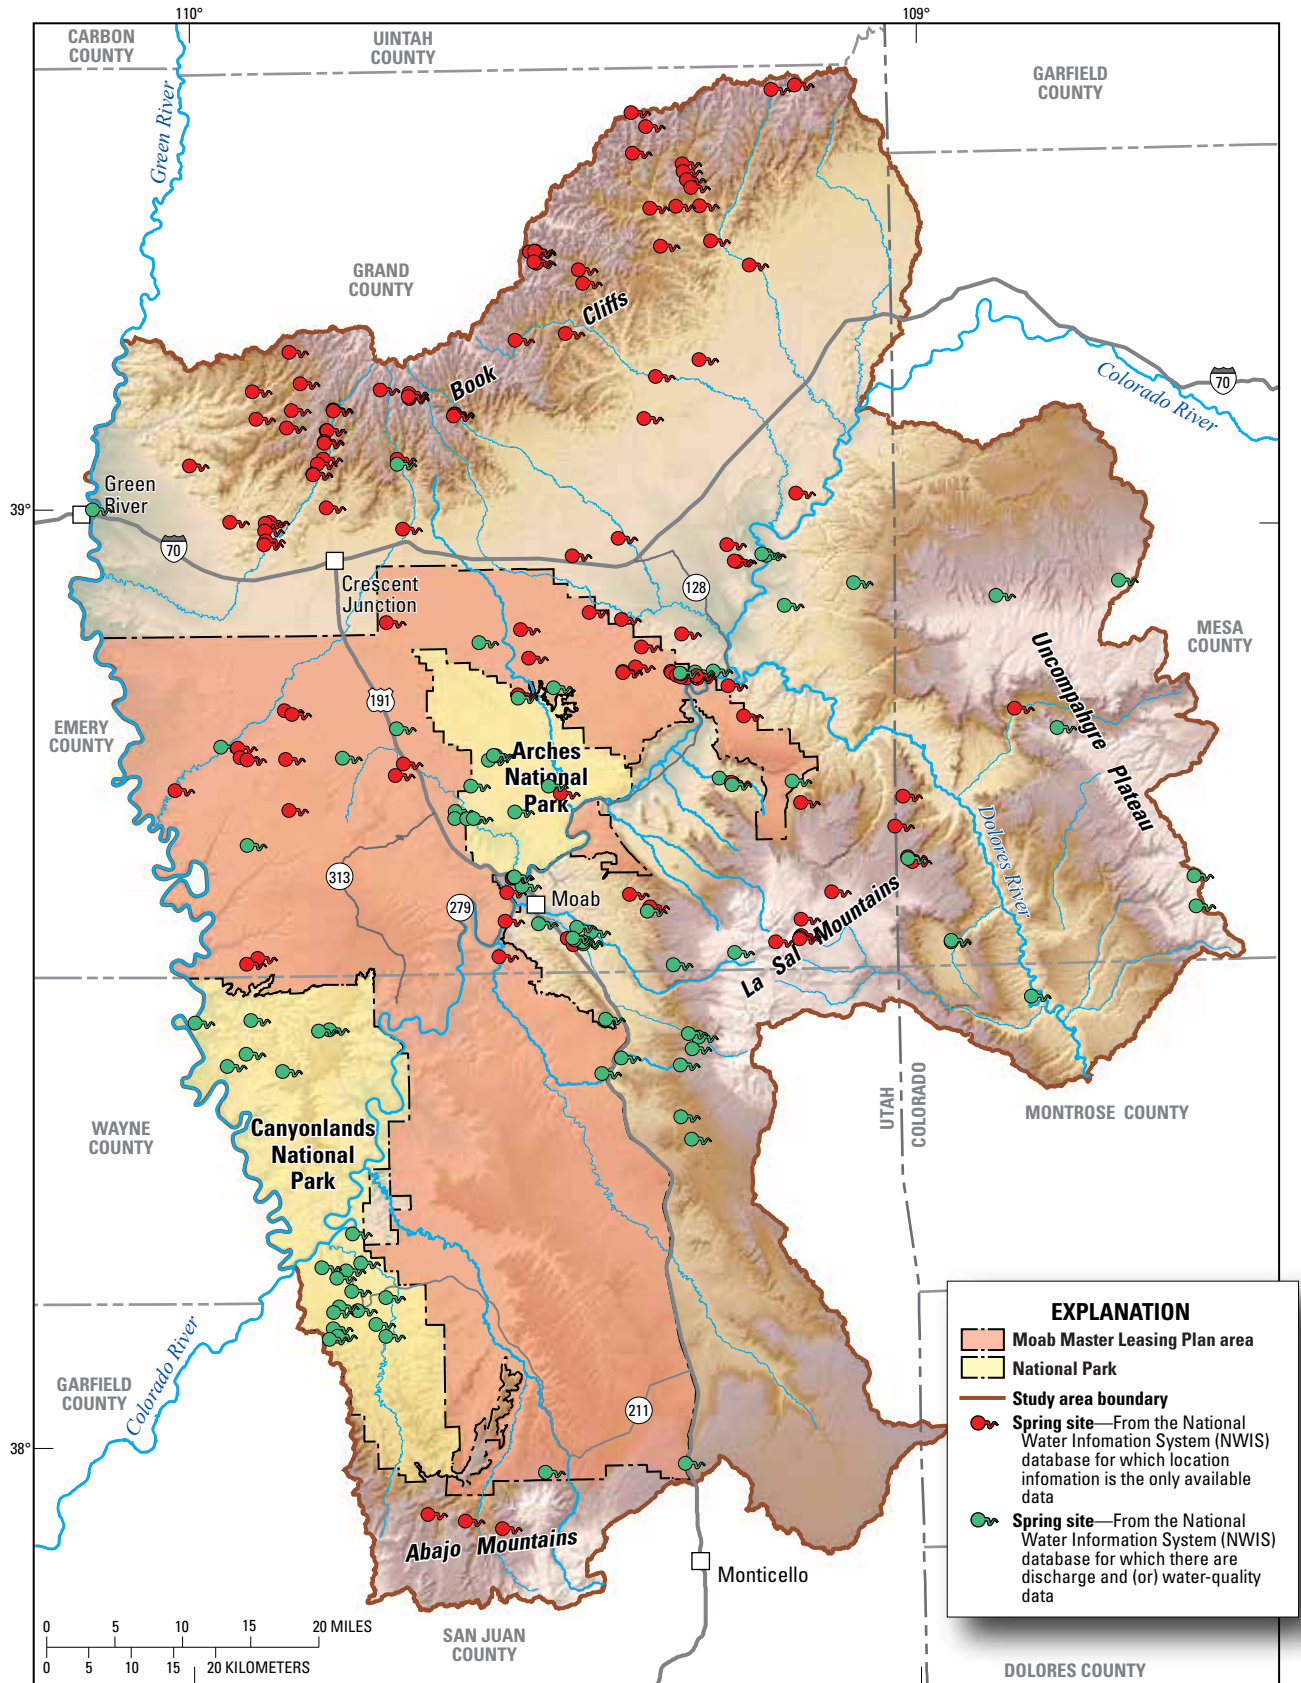 110°
109°
CARBON
COUNTY
UINTAH
COUNTY
GARFIELD
COUNTY
Green River
GRAND
COUNTY
Cliffs
Book
Colorado River
70
Green
River
39°
70
Crescent
Junction
128
MESA
COUNTY
Uncompahgre
Plateau
191
EMERY
COUNTY
Arches
National
Park
Dolores River
313
279
Moab
La Sal Mountains
UTAH
COLORADO
MONTROSE COUNTY
WAYNE
COUNTY
Canyonlands
National
Park
GARFIELD
COUNTY
Colorado River
211
38°
Abajo Mountains
Monticello
SAN JUAN
COUNTY
DOLORES COUNTY
EXPLANATION
Moab Master Leasing Plan area
National Park
Study area boundary
Spring site—From the National
Water Infomation System (NWIS)
database for which location
infomation is the only available
data
Spring site—From the National
Water Information System (NWIS)
database for which there are
discharge and (or) water-quality
data
0 5 10 15 20 MILES
0 5 10 15 20 KILOMETERS